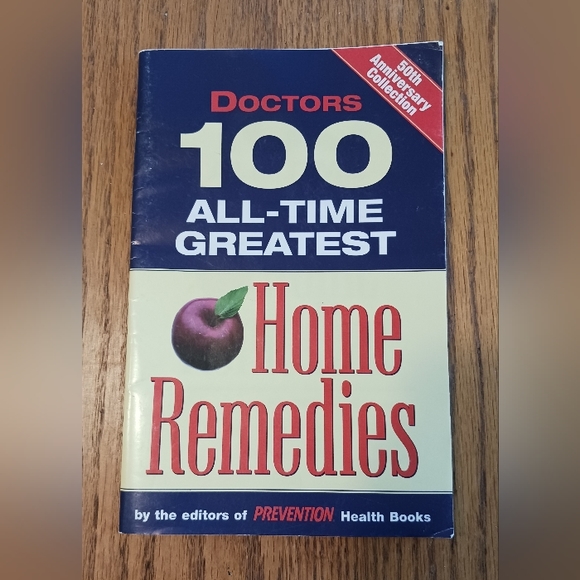 50th
Anniversary
Collection
DOCTORS
100
ALL-TIME
GREATEST
Home
Remedies
by the editors of PREVENTION Health Books